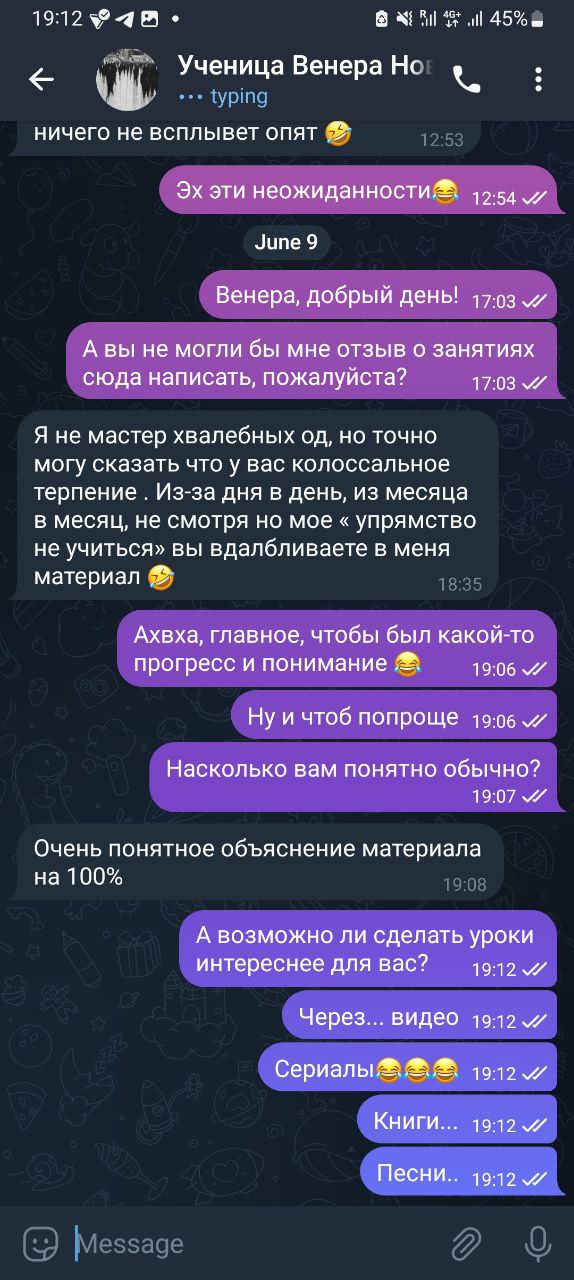 19:12
4G+ 45%
Ученица Венера Но
typing
ничего не всплывет опят 🤣
12:53
Эх эти неожиданности😂 12:54
June 9
Венера, добрый день! 17:03
А вы не могли бы мне отзыв о занятиях
сюда написать, пожалуйста? 17:03
Я не мастер хвалебных од, но точно
могу сказать что у вас колоссальное
терпение . Из-за дня в день, из месяца
в месяц, не смотря но мое « упрямство
не учиться» вы вдалбливаете в меня
материал 🤣 18:35
Ахвха, главное, чтобы был какой-то
прогресс и понимание 😂 19:06
Ну и чтоб попроще 19:06
Насколько вам понятно обычно?
19:07
Очень понятное объяснение материала
на 100% 19:08
А возможно ли сделать уроки
интереснее для вас? 19:12
Через... видео 19:12
Сериалы😂😂😂 19:12
Книги... 19:12
Песни.. 19:12
Message